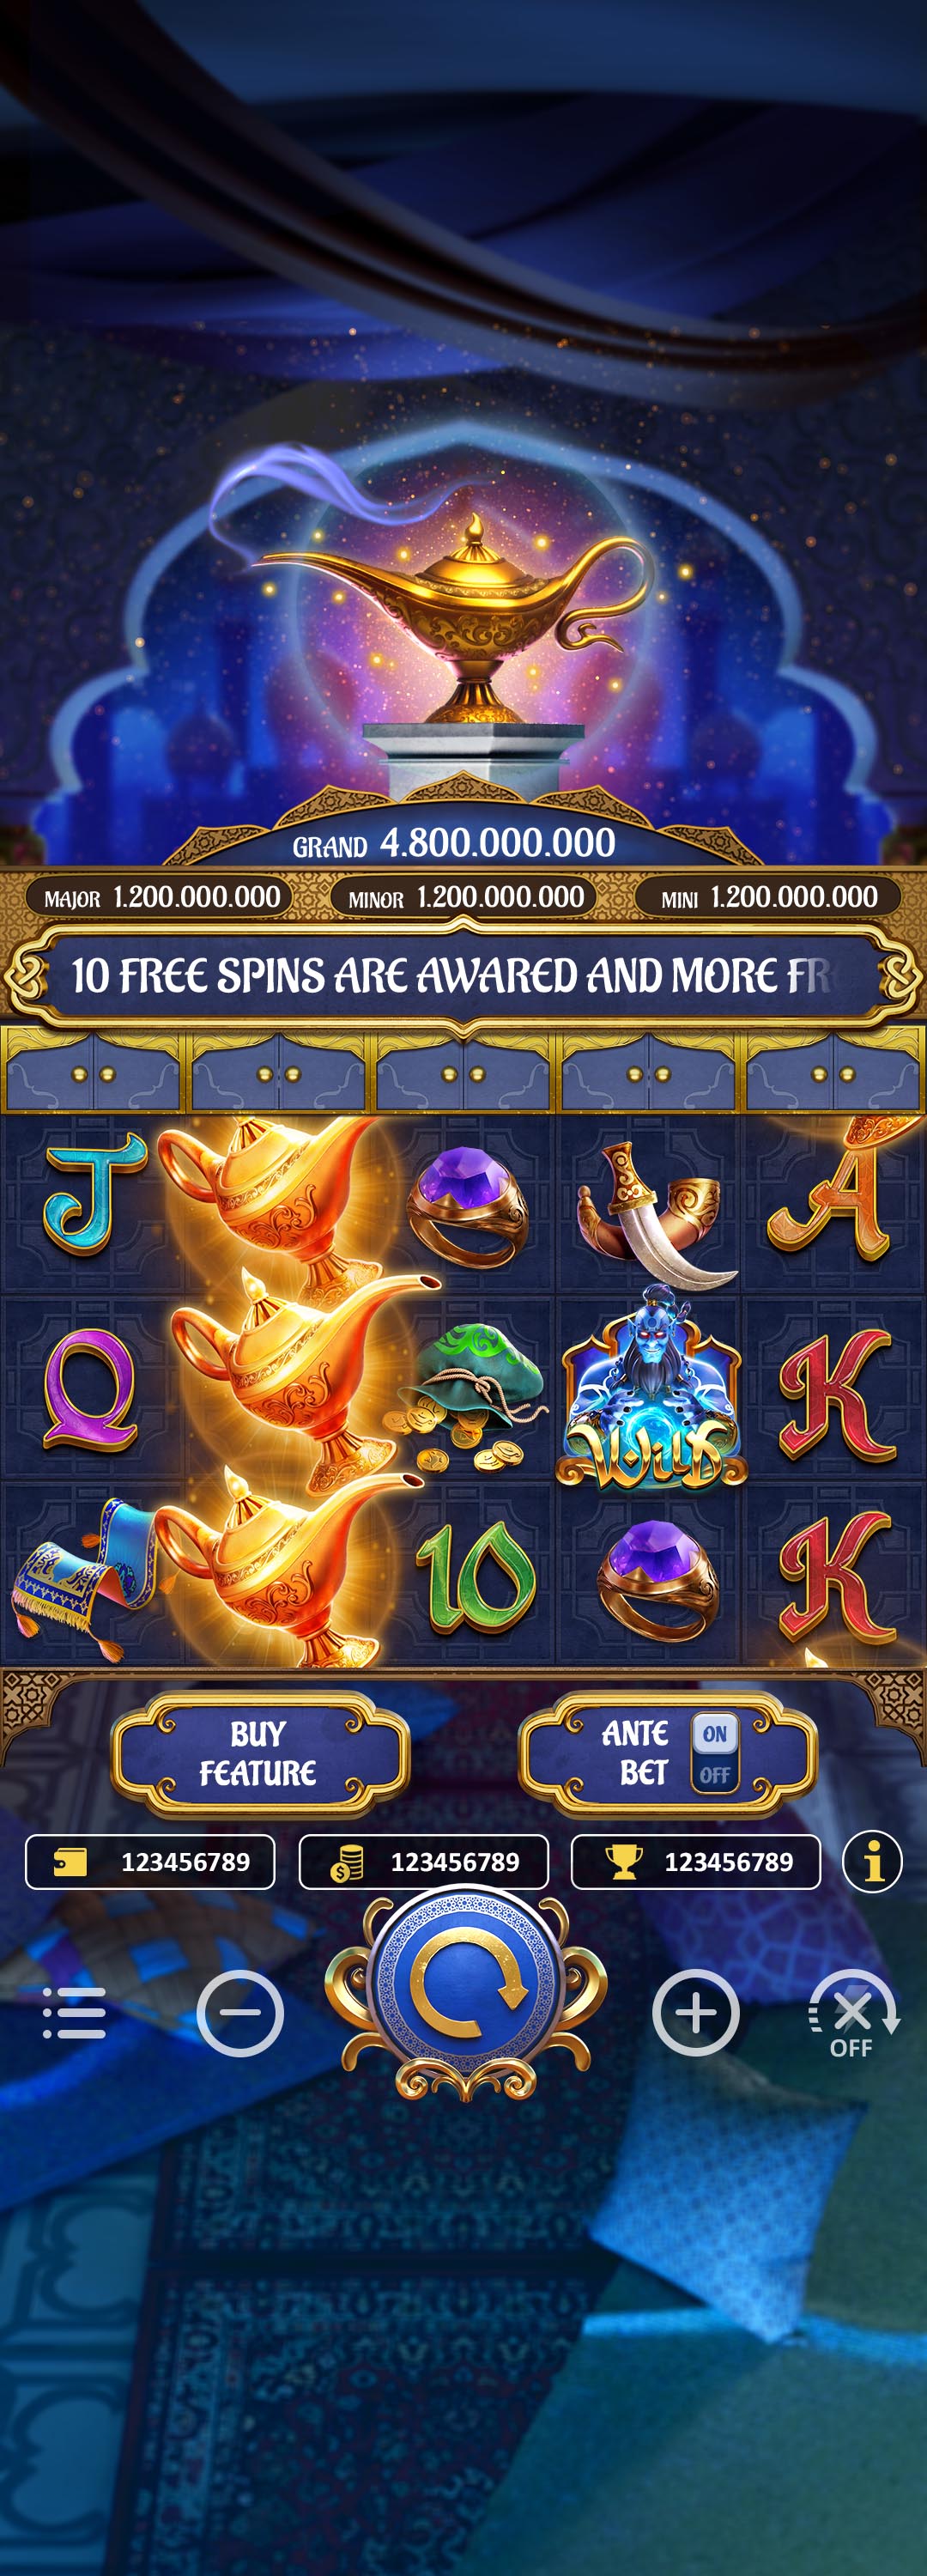 GRAND 4.800.000.000
MAJOR 1.200.000.000 MINOR 1.200.000.000 MINI 1.200.000.000
10 FREE SPINS ARE AWARED AND MORE FR
J A
Q Wild K
10 K
BUY
FEATURE
ANTE
BET
ON
OFF
123456789 123456789 123456789 i
OFF